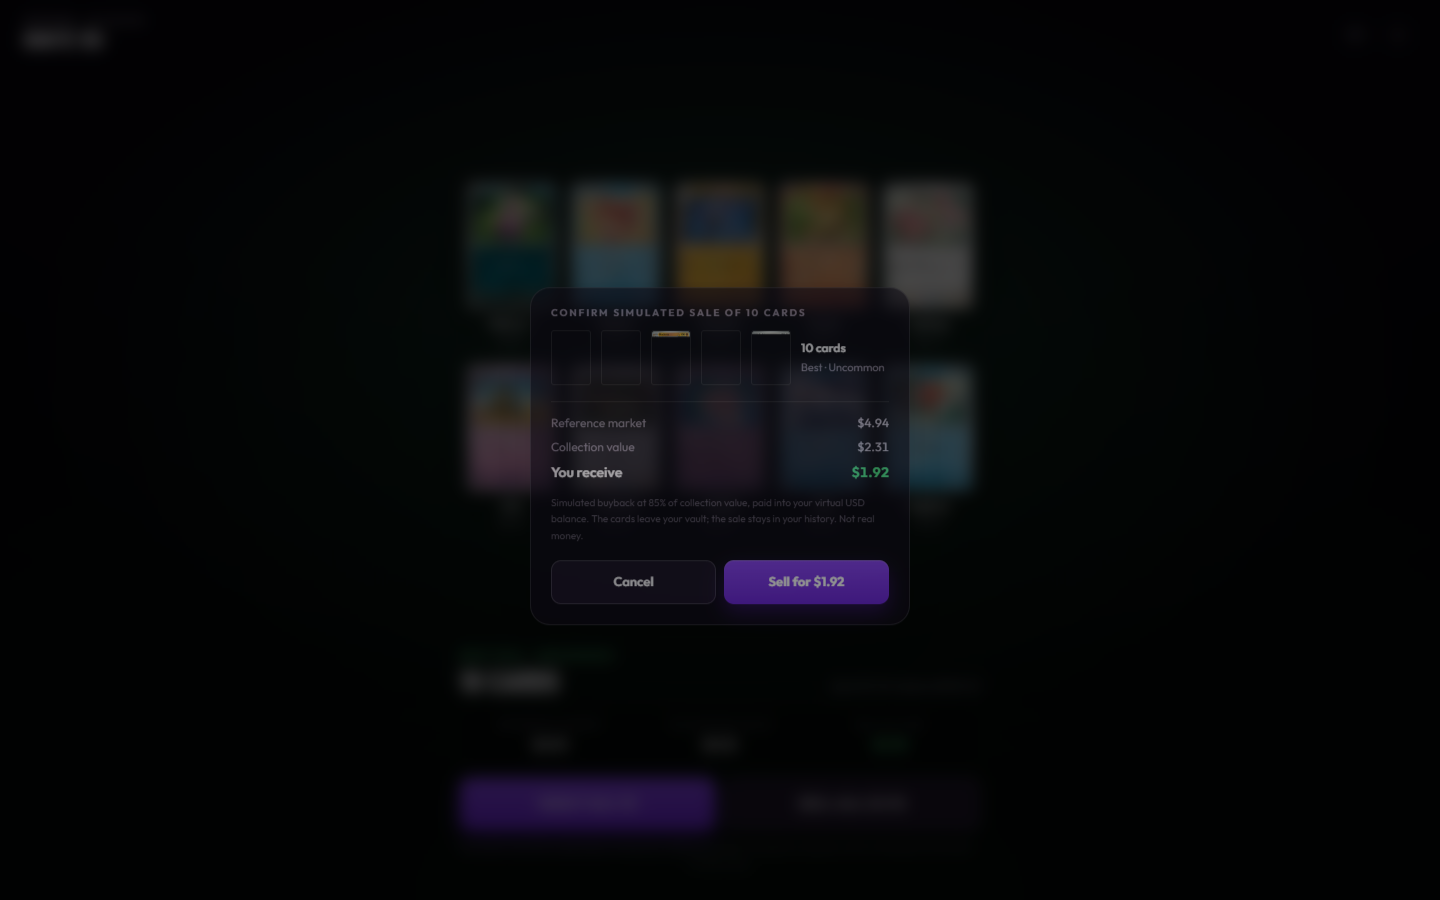 CONFIRM SIMULATED SALE OF 10 CARDS
10 cards
Best · Uncommon
Reference market $4.94
Collection value $2.31
You receive $1.92
Simulated buyback at 85% of collection value, paid into your virtual USD
balance. The cards leave your vault; the sale stays in your history. Not real
money.
Cancel Sell for $1.92